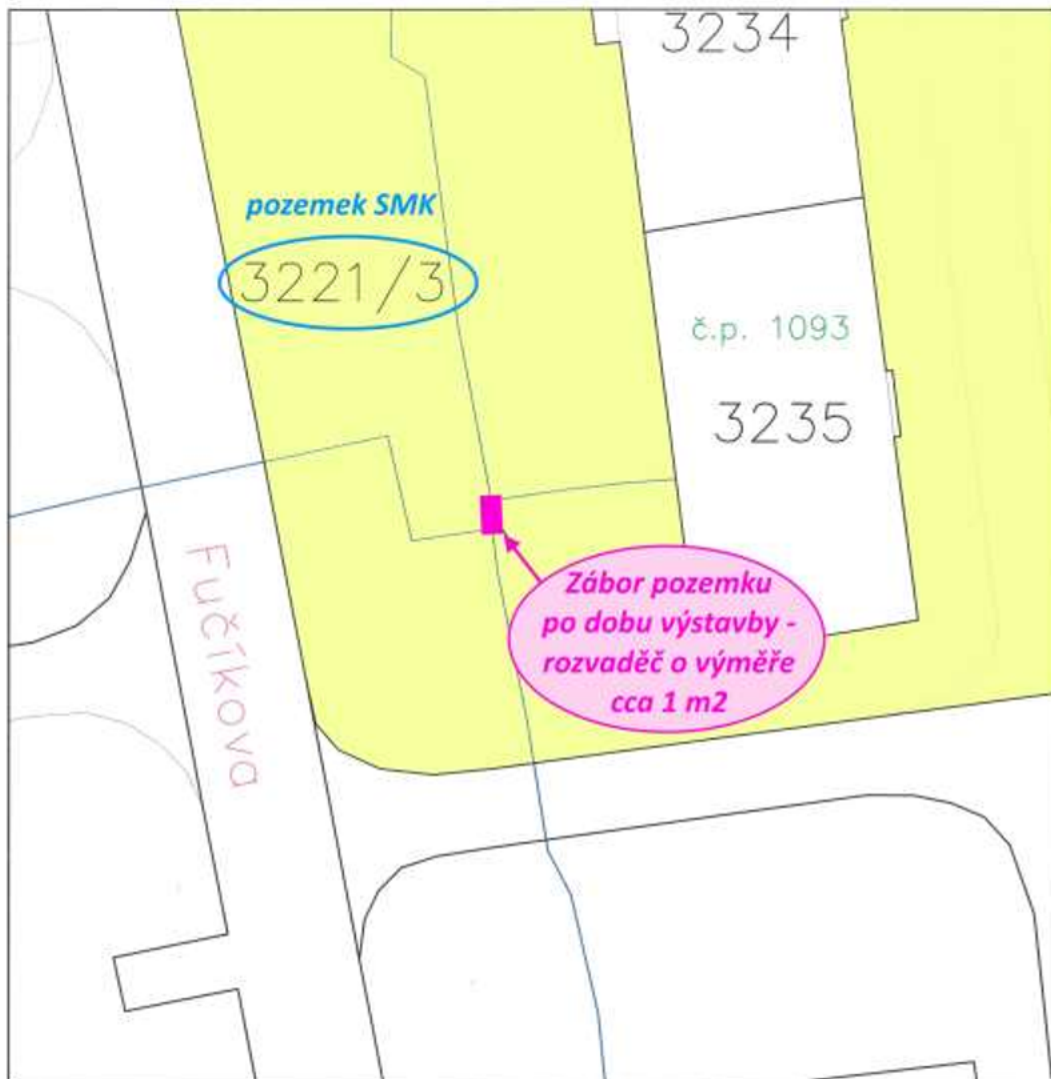 3234
pozemek SMK
3221/3
č.p. 1093
3235
Fučíkova
Zábor pozemku
po dobu výstavby -
rozvaděč o výměře
cca 1 m2